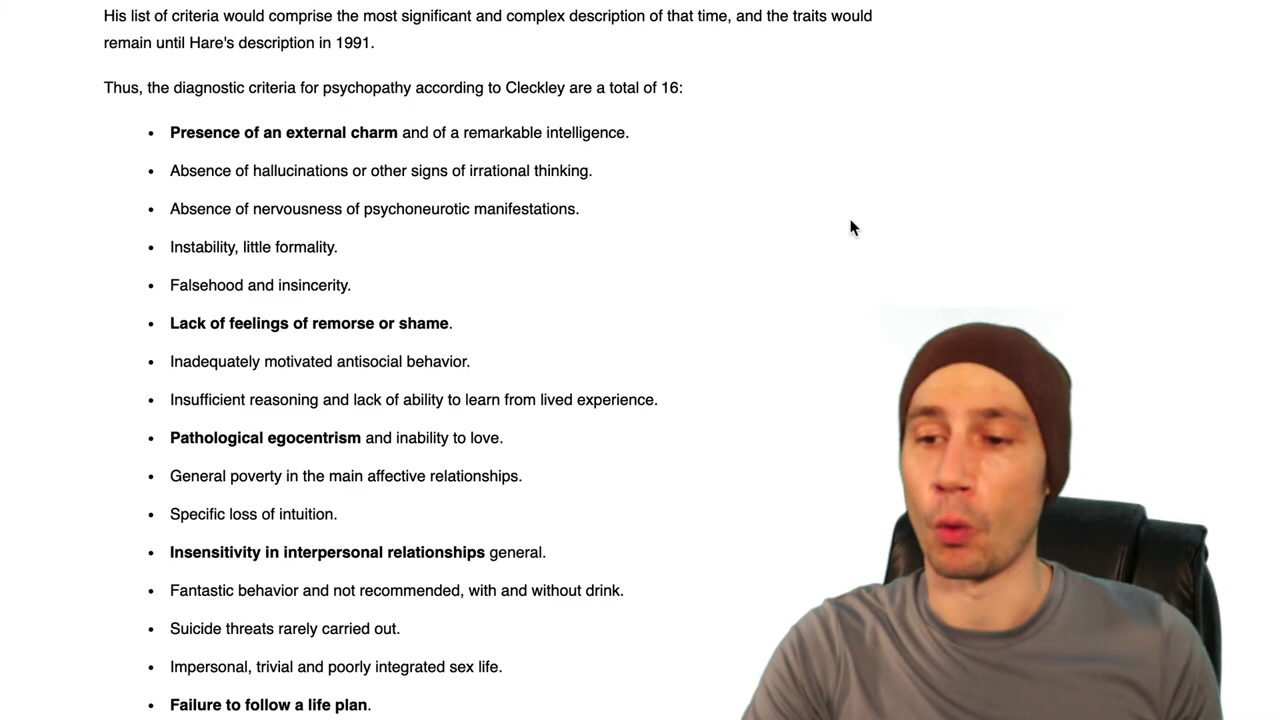 His list of criteria would comprise the most significant and complex description of that time, and the traits would
remain until Hare's description in 1991.
Thus, the diagnostic criteria for psychopathy according to Cleckley are a total of 16:
• Presence of an external charm and of a remarkable intelligence.
• Absence of hallucinations or other signs of irrational thinking.
• Absence of nervousness of psychoneurotic manifestations.
• Instability, little formality.
• Falsehood and insincerity.
• Lack of feelings of remorse or shame.
• Inadequately motivated antisocial behavior.
• Insufficient reasoning and lack of ability to learn from lived experience.
• Pathological egocentrism and inability to love.
• General poverty in the main affective relationships.
• Specific loss of intuition.
• Insensitivity in interpersonal relationships general.
• Fantastic behavior and not recommended, with and without drink.
• Suicide threats rarely carried out.
• Impersonal, trivial and poorly integrated sex life.
• Failure to follow a life plan.